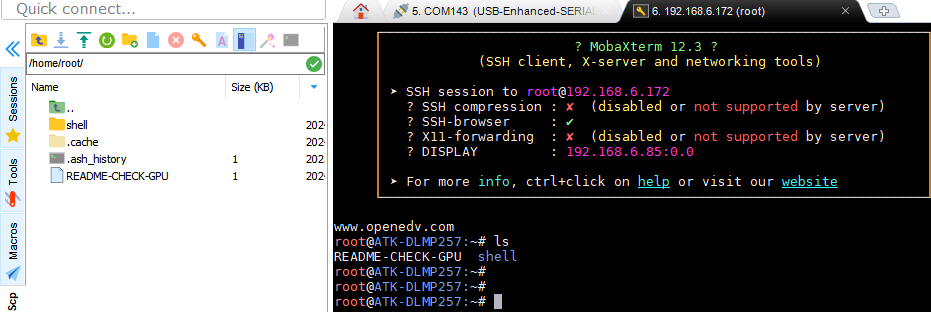 Quick connect...
5. COM143 (USB-Enhanced-SERIAL
6. 192.168.6.172 (root)
/home/root/
Name
Size (KB)
..
shell
202
.cache
202
.ash_history
1
202
README-CHECK-GPU
1
202
Sessions
Tools
Macros
Scp
? MobaXterm 12.3 ?
(SSH client, X-server and networking tools)
➤ SSH session to root@192.168.6.172
? SSH compression : ✘ (disabled or not supported by server)
? SSH-browser : ✔
? X11-forwarding : ✘ (disabled or not supported by server)
? DISPLAY : 192.168.6.85:0.0
➤ For more info, ctrl+click on help or visit our website
www.openedv.com
root@ATK-DLMP257:~# ls
README-CHECK-GPU shell
root@ATK-DLMP257:~#
root@ATK-DLMP257:~#
root@ATK-DLMP257:~#